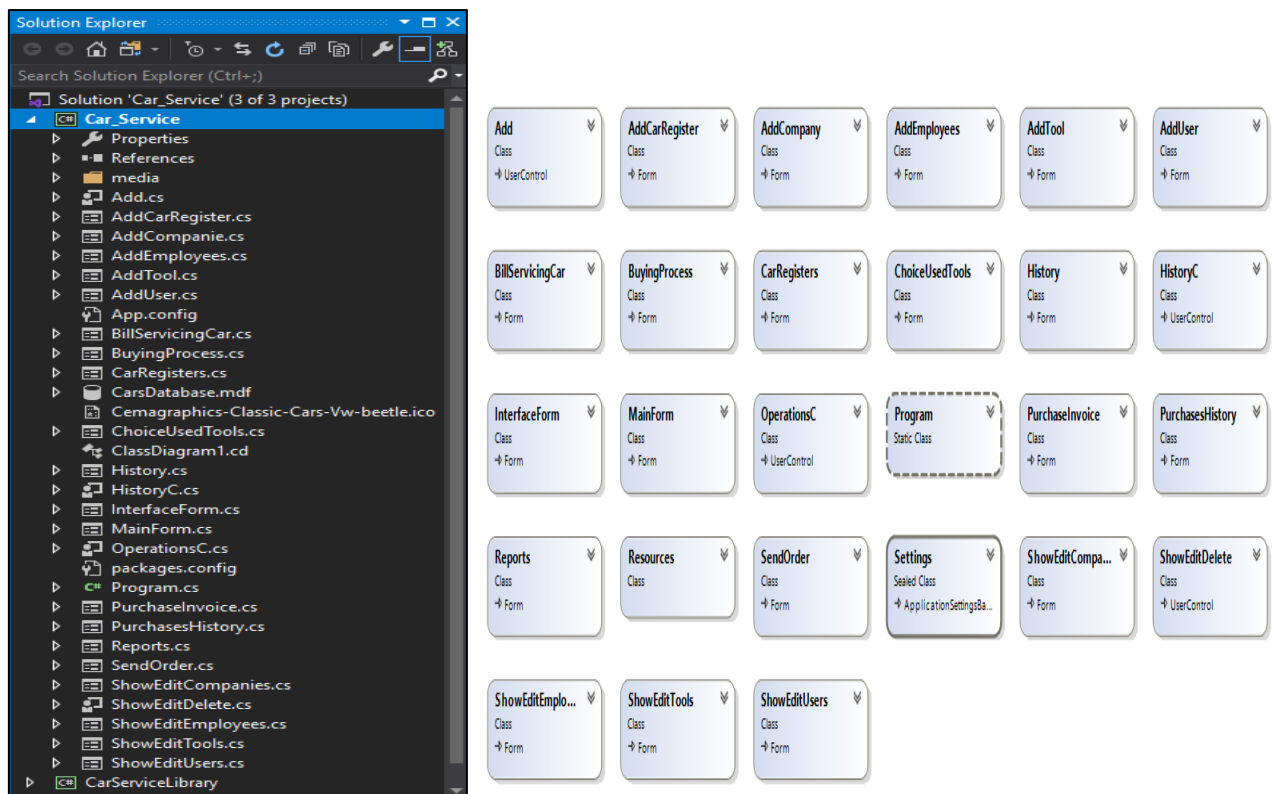 Solution Explorer
Search Solution Explorer (Ctrl+;)
Solution 'Car_Service' (3 of 3 projects)
C# Car_Service
Properties
References
media
Add.cs
AddCarRegister.cs
AddCompanie.cs
AddEmployees.cs
AddTool.cs
AddUser.cs
App.config
BillServicingCar.cs
BuyingProcess.cs
CarRegisters.cs
CarsDatabase.mdf
Cemagraphics-Classic-Cars-Vw-beetle.ico
ChoiceUsedTools.cs
ClassDiagram1.cd
History.cs
HistoryC.cs
InterfaceForm.cs
MainForm.cs
OperationsC.cs
packages.config
C# Program.cs
PurchaseInvoice.cs
PurchasesHistory.cs
Reports.cs
SendOrder.cs
ShowEditCompanies.cs
ShowEditDelete.cs
ShowEditEmployees.cs
ShowEditTools.cs
ShowEditUsers.cs
C# CarServiceLibrary
Add
Class
UserControl
AddCarRegister
Class
Form
AddCompany
Class
Form
AddEmployees
Class
Form
AddTool
Class
Form
AddUser
Class
Form
BillServicingCar
Class
Form
BuyingProcess
Class
Form
CarRegisters
Class
Form
ChoiceUsedTools
Class
Form
History
Class
Form
HistoryC
Class
UserControl
InterfaceForm
Class
Form
MainForm
Class
Form
OperationsC
Class
UserControl
Program
Static Class
PurchaseInvoice
Class
Form
PurchasesHistory
Class
Form
Reports
Class
Form
Resources
Class
SendOrder
Class
Form
Settings
Sealed Class
ApplicationSettingsBa...
ShowEditCompa...
Class
Form
ShowEditDelete
Class
UserControl
ShowEditEmplo...
Class
Form
ShowEditTools
Class
Form
ShowEditUsers
Class
Form